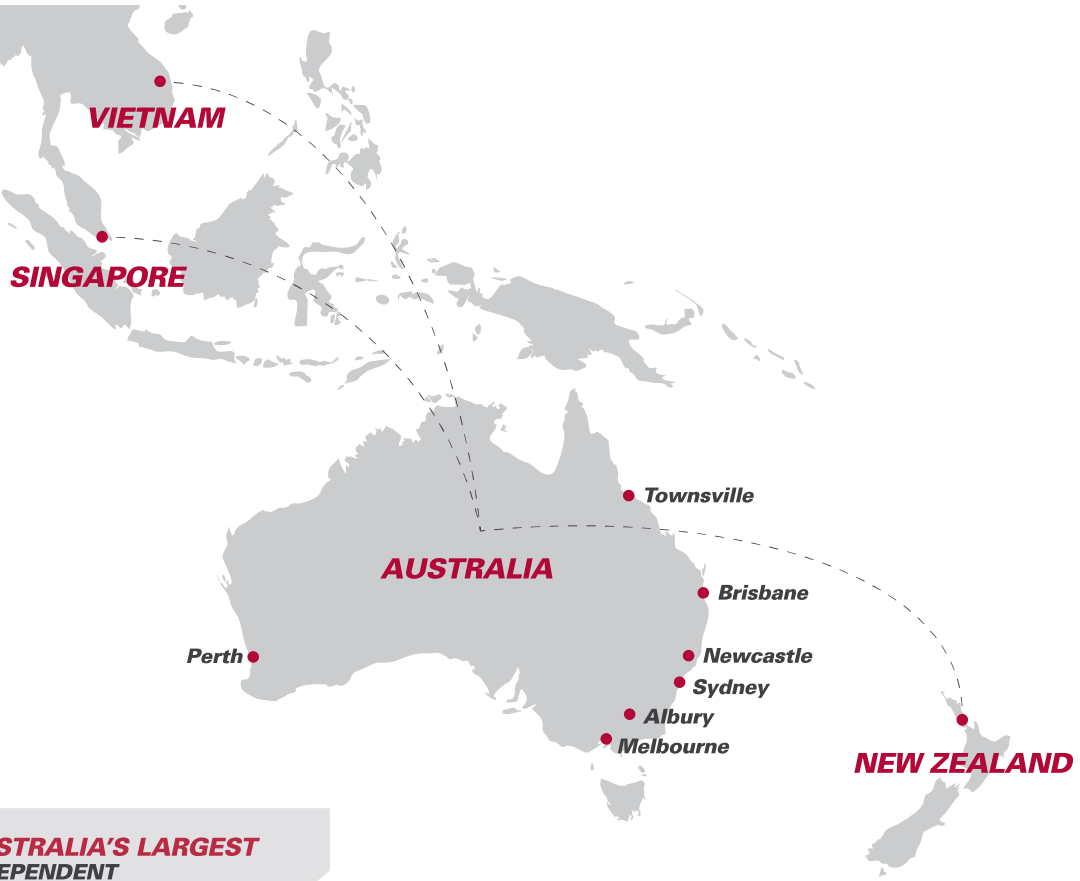 VIETNAM
SINGAPORE
Townsville
AUSTRALIA
Brisbane
Perth
Newcastle
Sydney
Albury
Melbourne
NEW ZEALAND
STRALIA'S LARGEST
EPENDENT